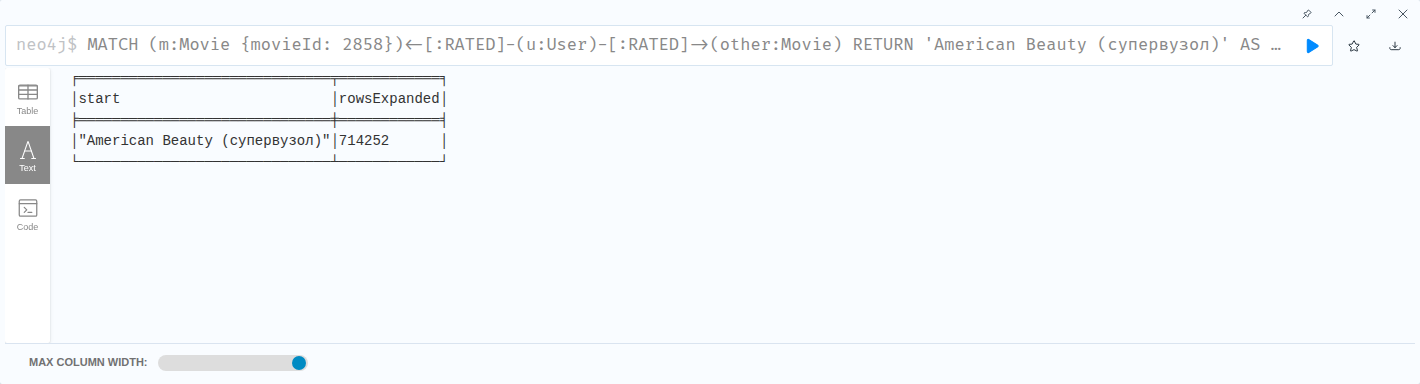 neo4j$ MATCH (m:Movie {movieId: 2858})<-[:RATED]-(u:User)-[:RATED]->(other:Movie) RETURN 'American Beauty (супервузол)' AS …
Table
Text
Code
start rowsExpanded
"American Beauty (супервузол)" 714252
MAX COLUMN WIDTH: